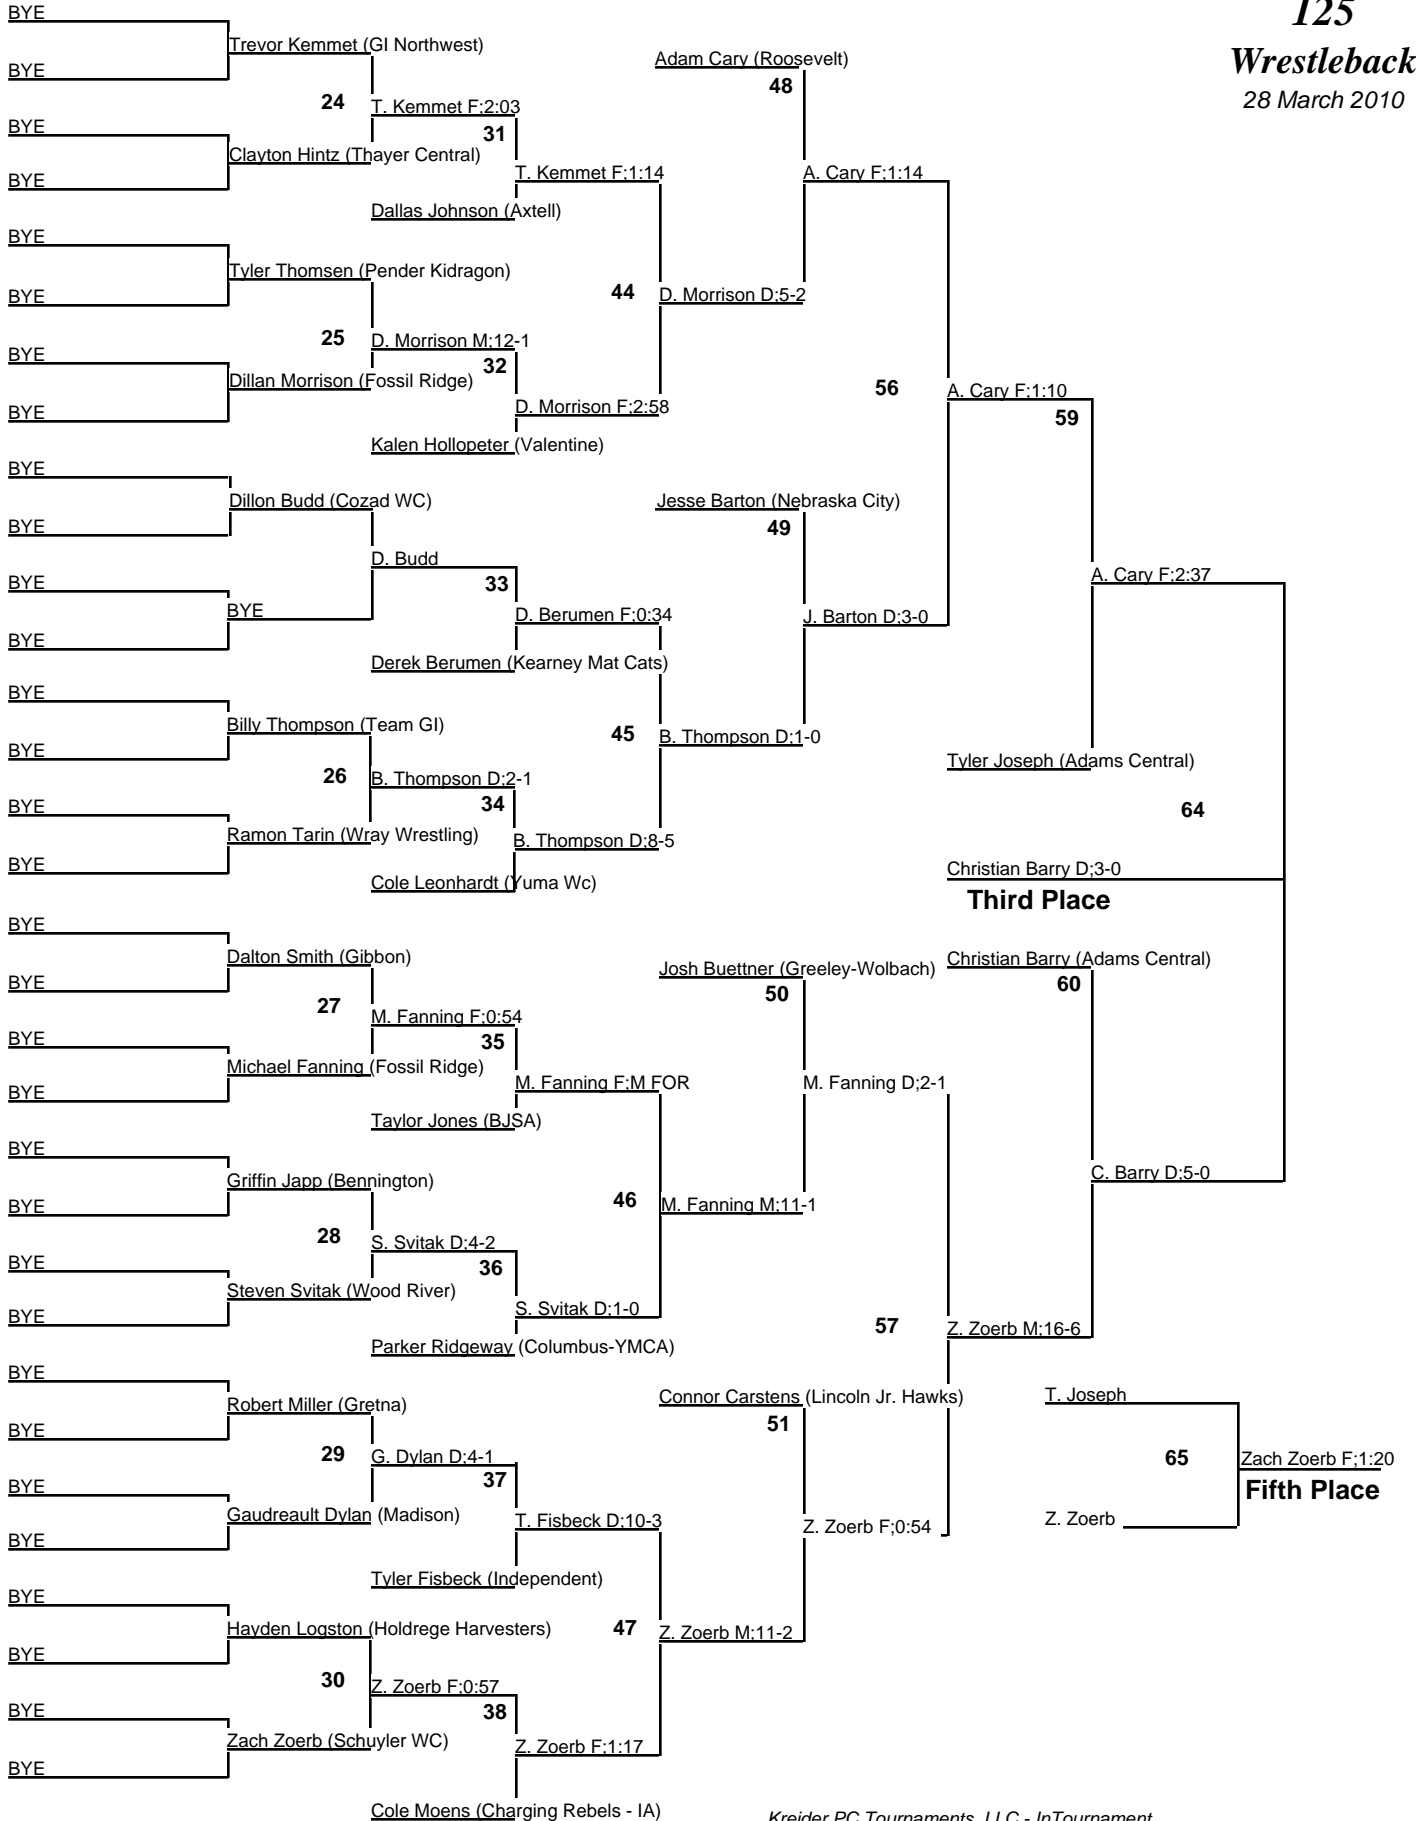 125
Wrestleback
28 March 2010
BYE
Trevor Kemmet (GI Northwest)
Adam Cary (Roosevelt)
BYE
48
24
T. Kemmet F;2:03
BYE
31
Clayton Hintz (Thayer Central)
T. Kemmet F;1:14
A. Cary F;1:14
BYE
Dallas Johnson (Axtell)
BYE
Tyler Thomsen (Pender Kidragon)
44
D. Morrison D;5-2
BYE
25
D. Morrison M;12-1
BYE
32
Dillan Morrison (Fossil Ridge)
56
A. Cary F;1:10
D. Morrison F;2:58
BYE
59
Kalen Hollopeter (Valentine)
BYE
Dillon Budd (Cozad WC)
Jesse Barton (Nebraska City)
BYE
49
D. Budd
A. Cary F;2:37
BYE
33
BYE
D. Berumen F;0:34
J. Barton D;3-0
BYE
Derek Berumen (Kearney Mat Cats)
BYE
Billy Thompson (Team GI)
45
B. Thompson D;1-0
BYE
Tyler Joseph (Adams Central)
26
B. Thompson D;2-1
BYE
34
64
Ramon Tarin (Wray Wrestling)
B. Thompson D;8-5
BYE
Christian Barry D;3-0
Cole Leonhardt (Yuma Wc)
Third Place
BYE
Dalton Smith (Gibbon)
Josh Buettner (Greeley-Wolbach)
Christian Barry (Adams Central)
BYE
50
60
27
M. Fanning F;0:54
BYE
35
Michael Fanning (Fossil Ridge)
M. Fanning F;M FOR
M. Fanning D;2-1
BYE
Taylor Jones (BJSA)
BYE
Griffin Japp (Bennington)
C. Barry D;5-0
46
M. Fanning M;11-1
BYE
28
S. Svitak D;4-2
BYE
36
Steven Svitak (Wood River)
S. Svitak D;1-0
BYE
57
Z. Zoerb M;16-6
Parker Ridgeway (Columbus-YMCA)
BYE
Robert Miller (Gretna)
Connor Carstens (Lincoln Jr. Hawks)
T. Joseph
BYE
51
29
G. Dylan D;4-1
65
Zach Zoerb F;1:20
BYE
37
Fifth Place
Gaudreault Dylan (Madison)
T. Fisbeck D;10-3
Z. Zoerb F;0:54
Z. Zoerb
BYE
Tyler Fisbeck (Independent)
BYE
Hayden Logston (Holdrege Harvesters)
47
Z. Zoerb M;11-2
BYE
30
Z. Zoerb F;0:57
BYE
38
Zach Zoerb (Schuyler WC)
Z. Zoerb F;1:17
BYE
Cole Moens (Charging Rebels - IA)
Kreider PC Tournaments, LLC - InTournament